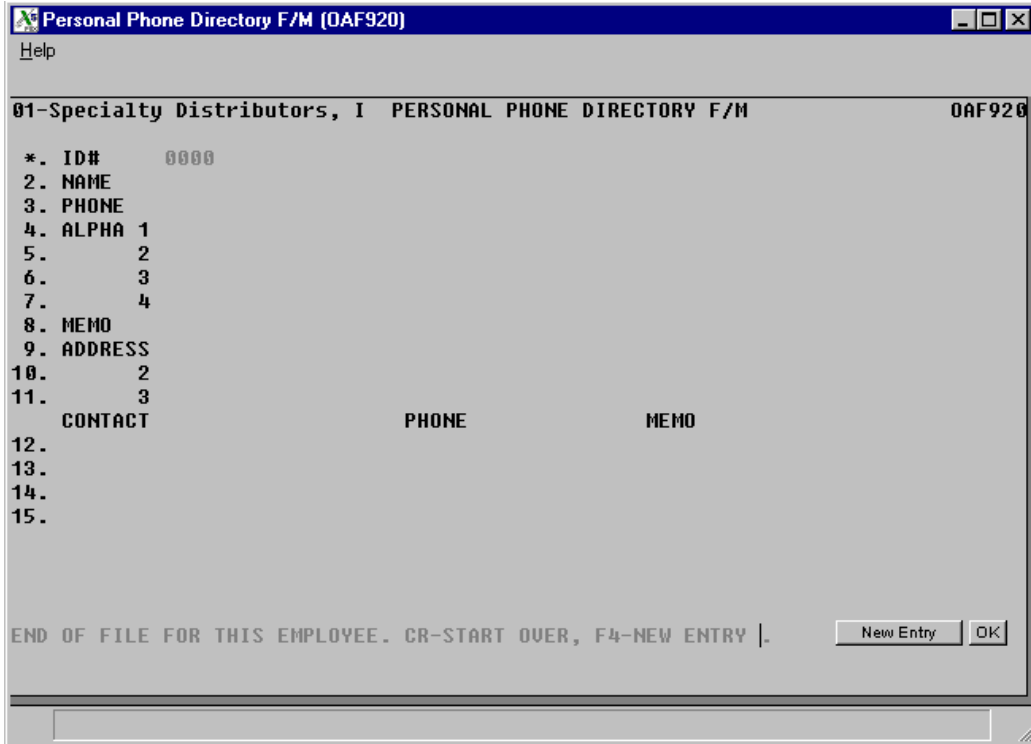 Personal Phone Directory F/M (OAF920)
Help
01-Specialty Distributors, I PERSONAL PHONE DIRECTORY F/M OAF920
*. ID# 0000
2. NAME
3. PHONE
4. ALPHA 1
5. 2
6. 3
7. 4
8. MEMO
9. ADDRESS
10. 2
11. 3
CONTACT PHONE MEMO
12.
13.
14.
15.
END OF FILE FOR THIS EMPLOYEE. CR-START OVER, F4-NEW ENTRY . New Entry OK